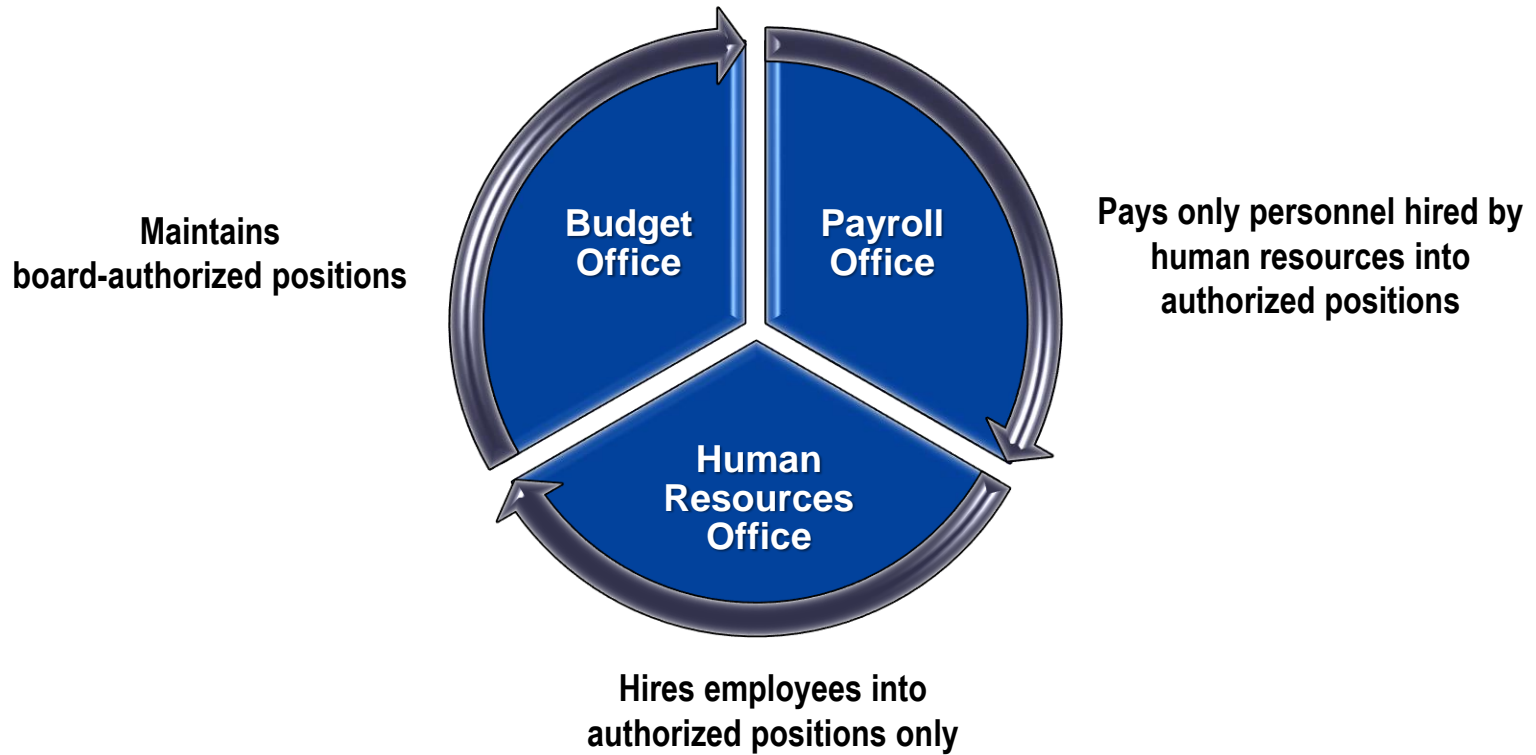 Maintains
board-authorized positions
Budget
Office
Payroll
Office
Pays only personnel hired by
human resources into
authorized positions
Human
Resources
Office
Hires employees into
authorized positions only